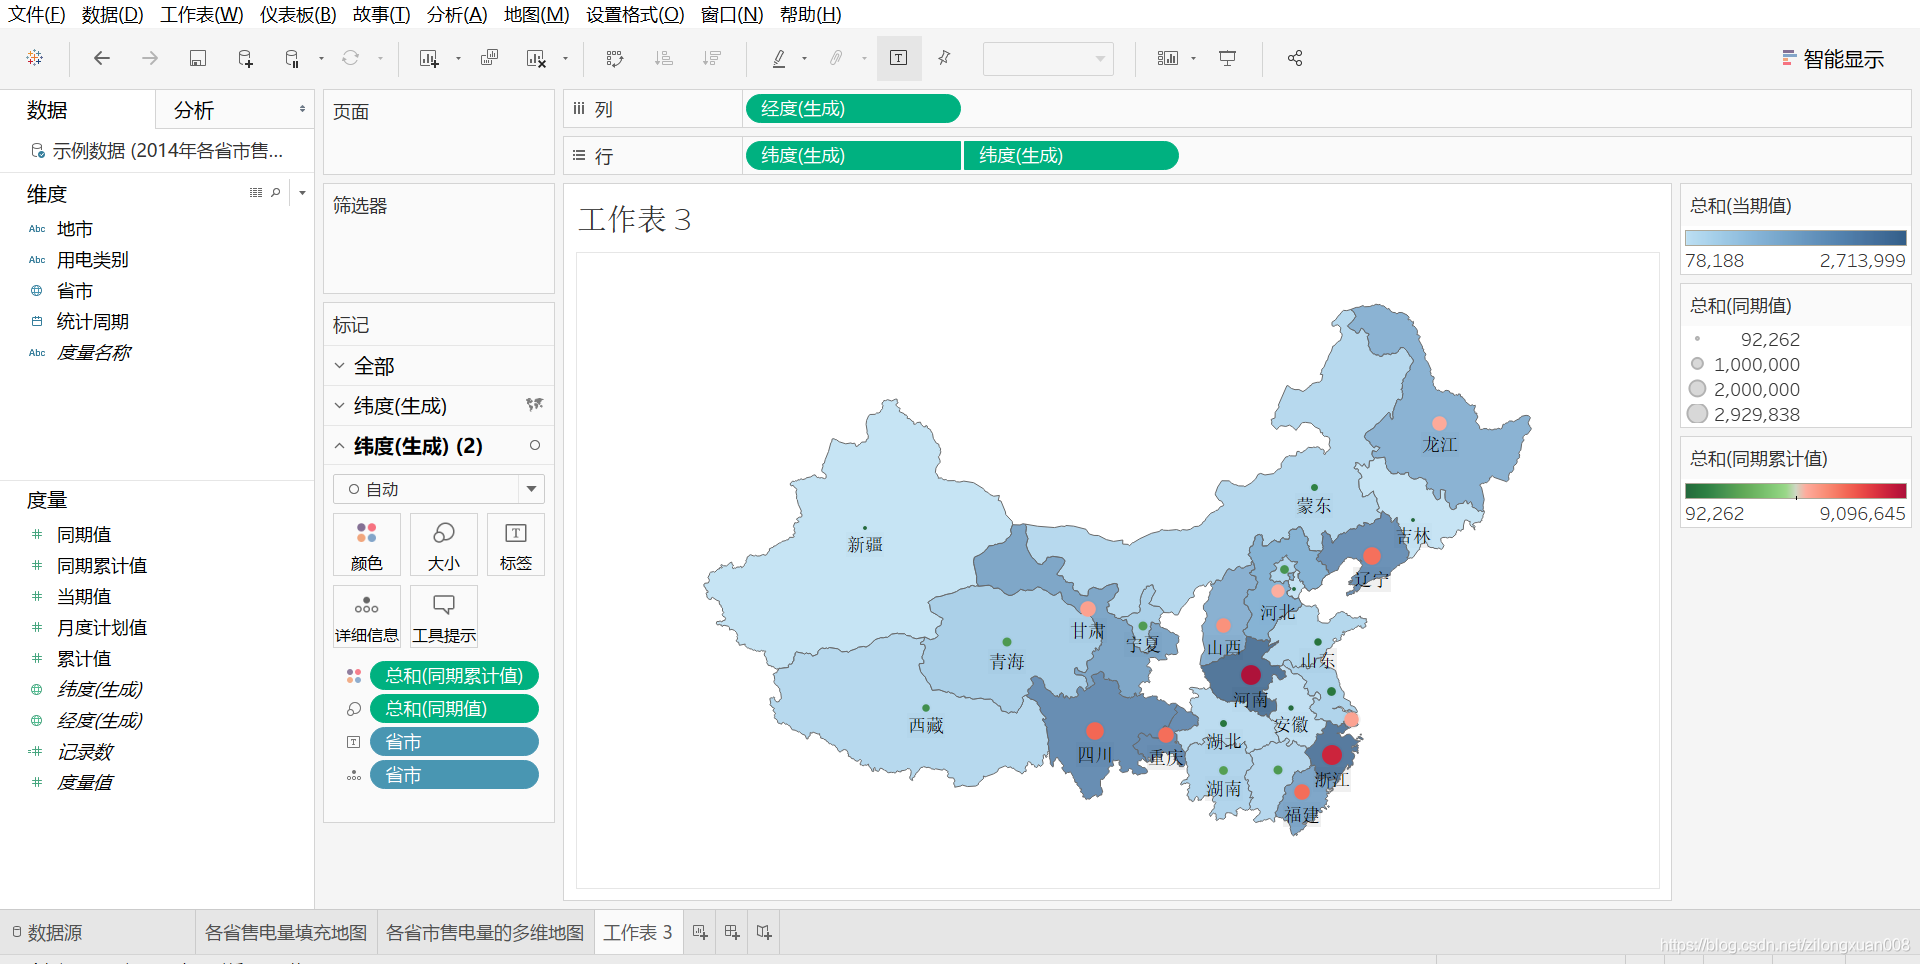 文件(F) 数据(D) 工作表(W) 仪表板(B) 故事(T) 分析(A) 地图(M) 设置格式(O) 窗口(N) 帮助(H)
智能显示
数据 分析
示例数据 (2014年各省市售...
维度
Abc 地市
Abc 用电类别
省市
统计周期
Abc 度量名称
度量
同期值
同期累计值
当期值
月度计划值
累计值
纬度(生成)
经度(生成)
记录数
度量值
页面
筛选器
标记
全部
纬度(生成)
纬度(生成) (2)
自动
颜色 大小 标签
详细信息 工具提示
总和(同期累计值)
总和(同期值)
省市
省市
列 经度(生成)
行 纬度(生成) 纬度(生成)
工作表 3
龙江
蒙东
吉林
新疆
辽宁
河北
甘肃
宁夏
山西
青海
山东
河南
西藏
安徽
湖北
四川
重庆
浙江
湖南
福建
总和(当期值)
78,188 2,713,999
总和(同期值)
92,262
1,000,000
2,000,000
2,929,838
总和(同期累计值)
92,262 9,096,645
数据源 各省售电量填充地图 各省市售电量的多维地图 工作表 3
https://blog.csdn.net/zilongxuan008